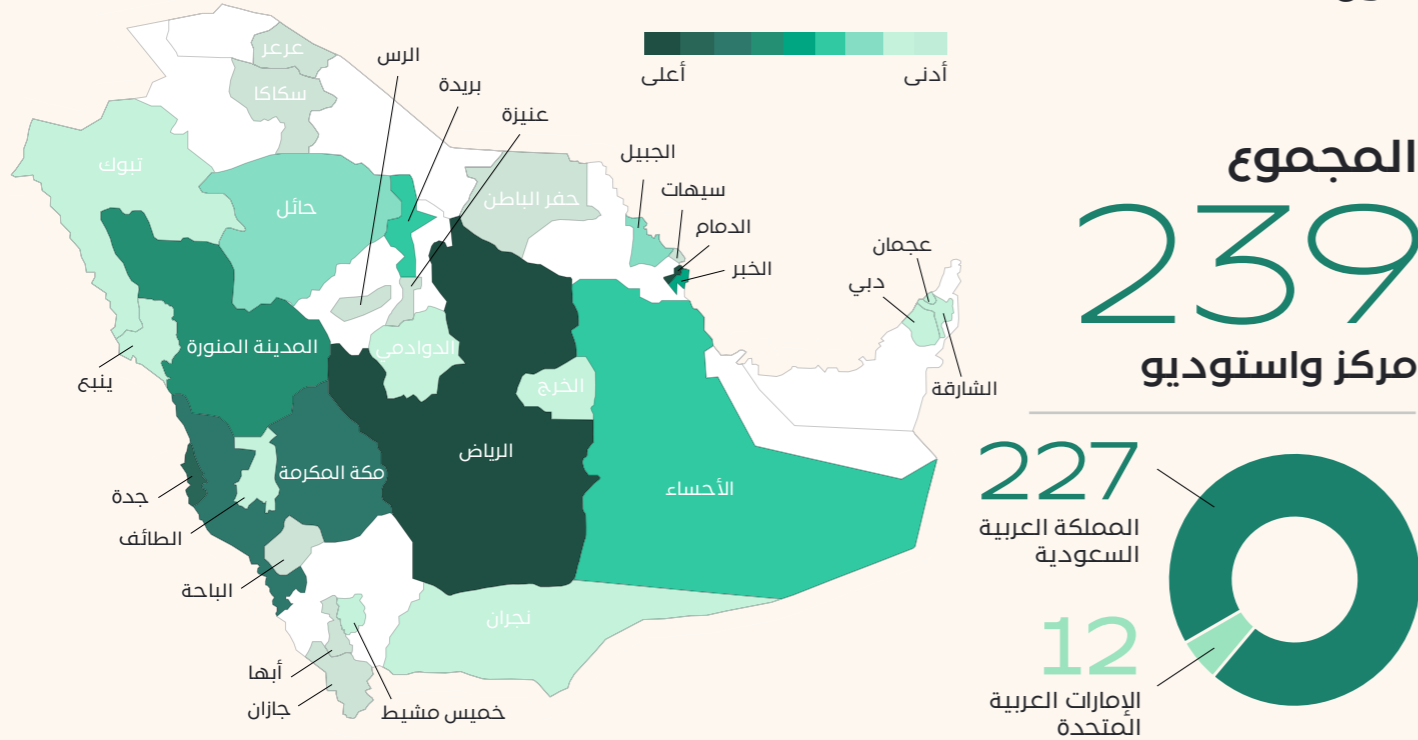 المجموع
239
مركز واستوديو
227
المملكة العربية
السعودية
12
الإمارات العربية
المتحدة
أدنى
أعلى
عرعر
سكاكا
الرس
بريدة
عنيزة
تبوك
حائل
حفر الباطن
الجبيل
سيهات
الدمام
الخبر
عجمان
دبي
الشارقة
المدينة المنورة
الدوادمي
الخرج
ينبع
الرياض
مكة المكرمة
الأحساء
جدة
الطائف
الباحة
نجران
أبها
جازان
خميس مشيط